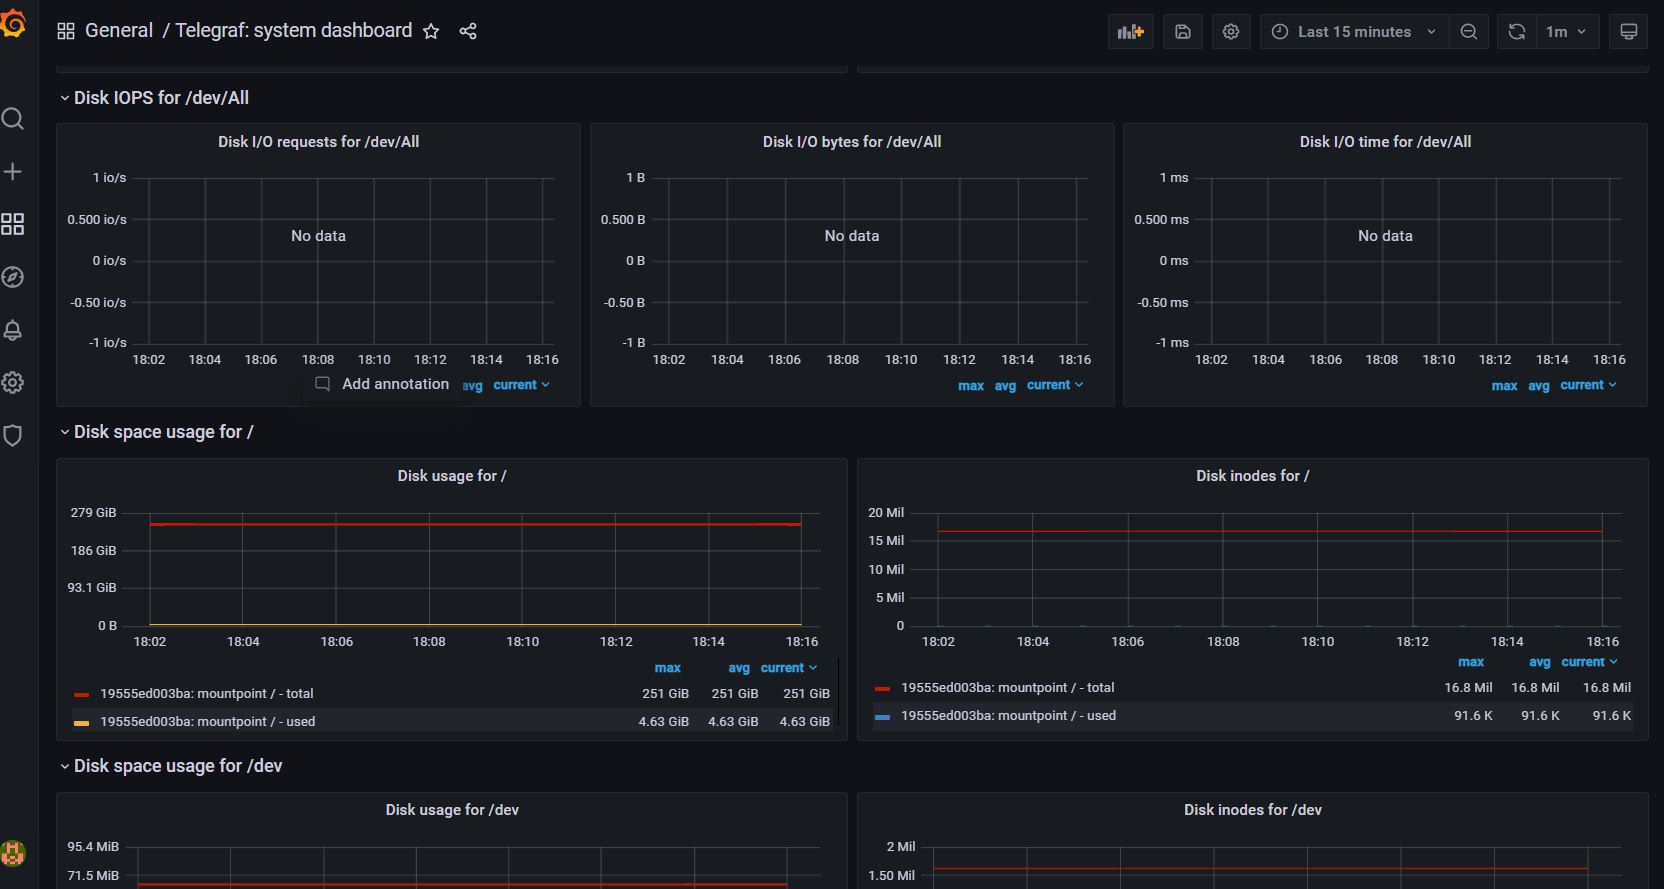 General / Telegraf: system dashboard
Last 15 minutes
1m
Disk IOPS for /dev/All
Disk I/O requests for /dev/All
1 io/s
0.500 io/s
0 io/s
-0.50 io/s
-1 io/s
No data
18:02 18:04 18:06 18:08 18:10 18:12 18:14 18:16
Add annotation
avg current
Disk I/O bytes for /dev/All
1 B
0.500 B
0 B
-0.50 B
-1 B
No data
18:02 18:04 18:06 18:08 18:10 18:12 18:14 18:16
max avg current
Disk I/O time for /dev/All
1 ms
0.500 ms
0 ms
-0.50 ms
-1 ms
No data
18:02 18:04 18:06 18:08 18:10 18:12 18:14 18:16
max avg current
Disk space usage for /
Disk usage for /
279 GiB
186 GiB
93.1 GiB
0 B
18:02 18:04 18:06 18:08 18:10 18:12 18:14 18:16
max avg current
19555ed003ba: mountpoint / - total 251 GiB 251 GiB 251 GiB
19555ed003ba: mountpoint / - used 4.63 GiB 4.63 GiB 4.63 GiB
Disk inodes for /
20 Mil
15 Mil
10 Mil
5 Mil
0
18:02 18:04 18:06 18:08 18:10 18:12 18:14 18:16
max avg current
19555ed003ba: mountpoint / - total 16.8 Mil 16.8 Mil 16.8 Mil
19555ed003ba: mountpoint / - used 91.6 K 91.6 K 91.6 K
Disk space usage for /dev
Disk usage for /dev
95.4 MiB
71.5 MiB
Disk inodes for /dev
2 Mil
1.50 Mil